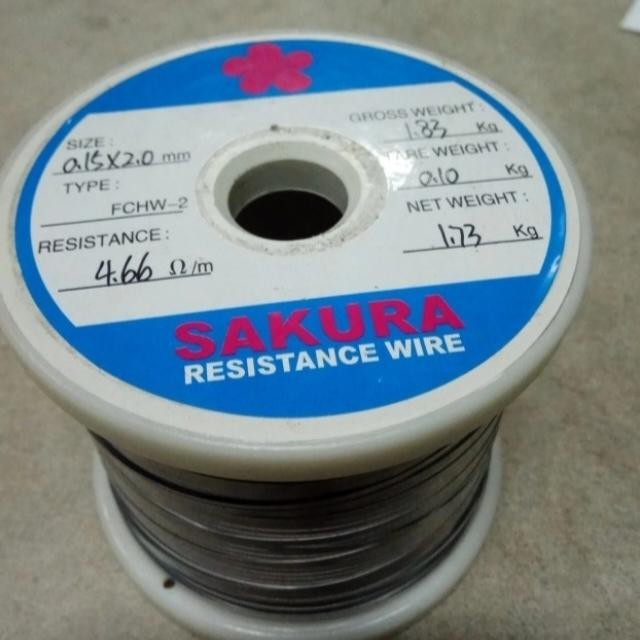 SIZE :
0.15X2.0 mm
TYPE :
FCHW-2
RESISTANCE :
4.66 Ω/m
GROSS WEIGHT :
1.83 Kg
TARE WEIGHT :
0.10 Kg
NET WEIGHT :
1.73 Kg
SAKURA
RESISTANCE WIRE